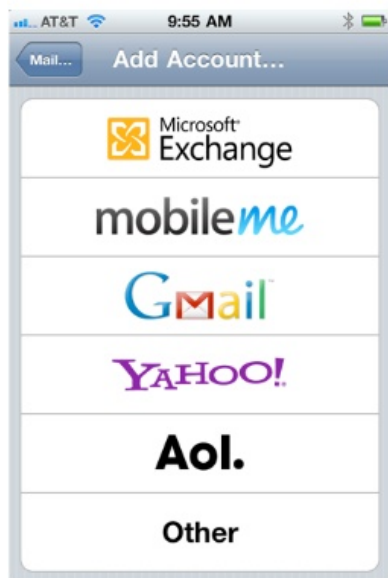 AT&T 9:55 AM
Mail... Add Account...
Microsoft
Exchange
mobileme
Gmail
YAHOO!
Aol.
Other